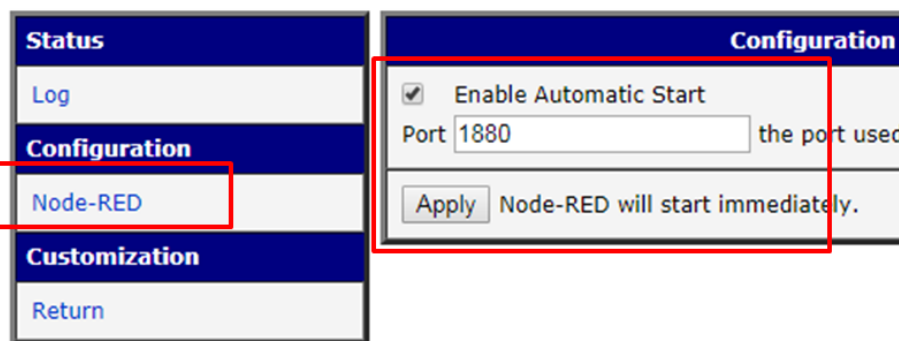 Status
Log
Configuration
Node-RED
Customization
Return
Configuration
Enable Automatic Start
Port 1880 the port used
Apply Node-RED will start immediately.